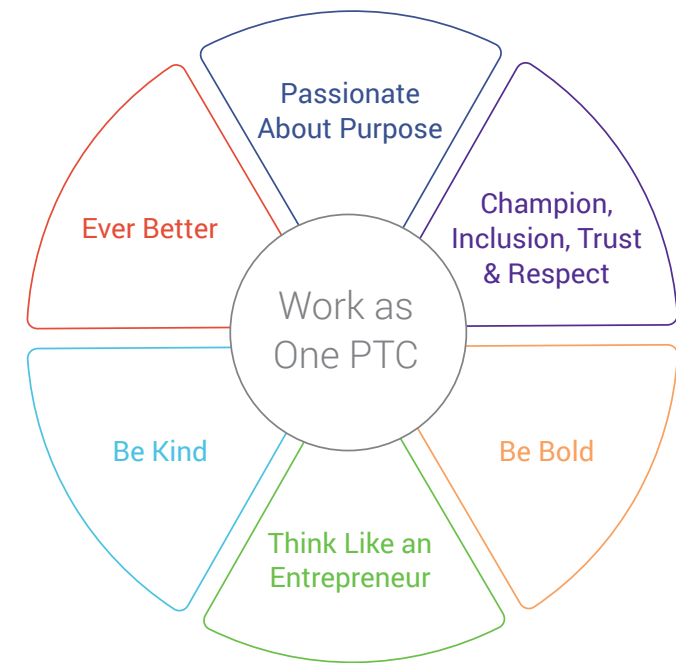 Passionate
About Purpose
Champion,
Inclusion, Trust
& Respect
Be Bold
Think Like an
Entrepreneur
Be Kind
Ever Better
Work as
One PTC